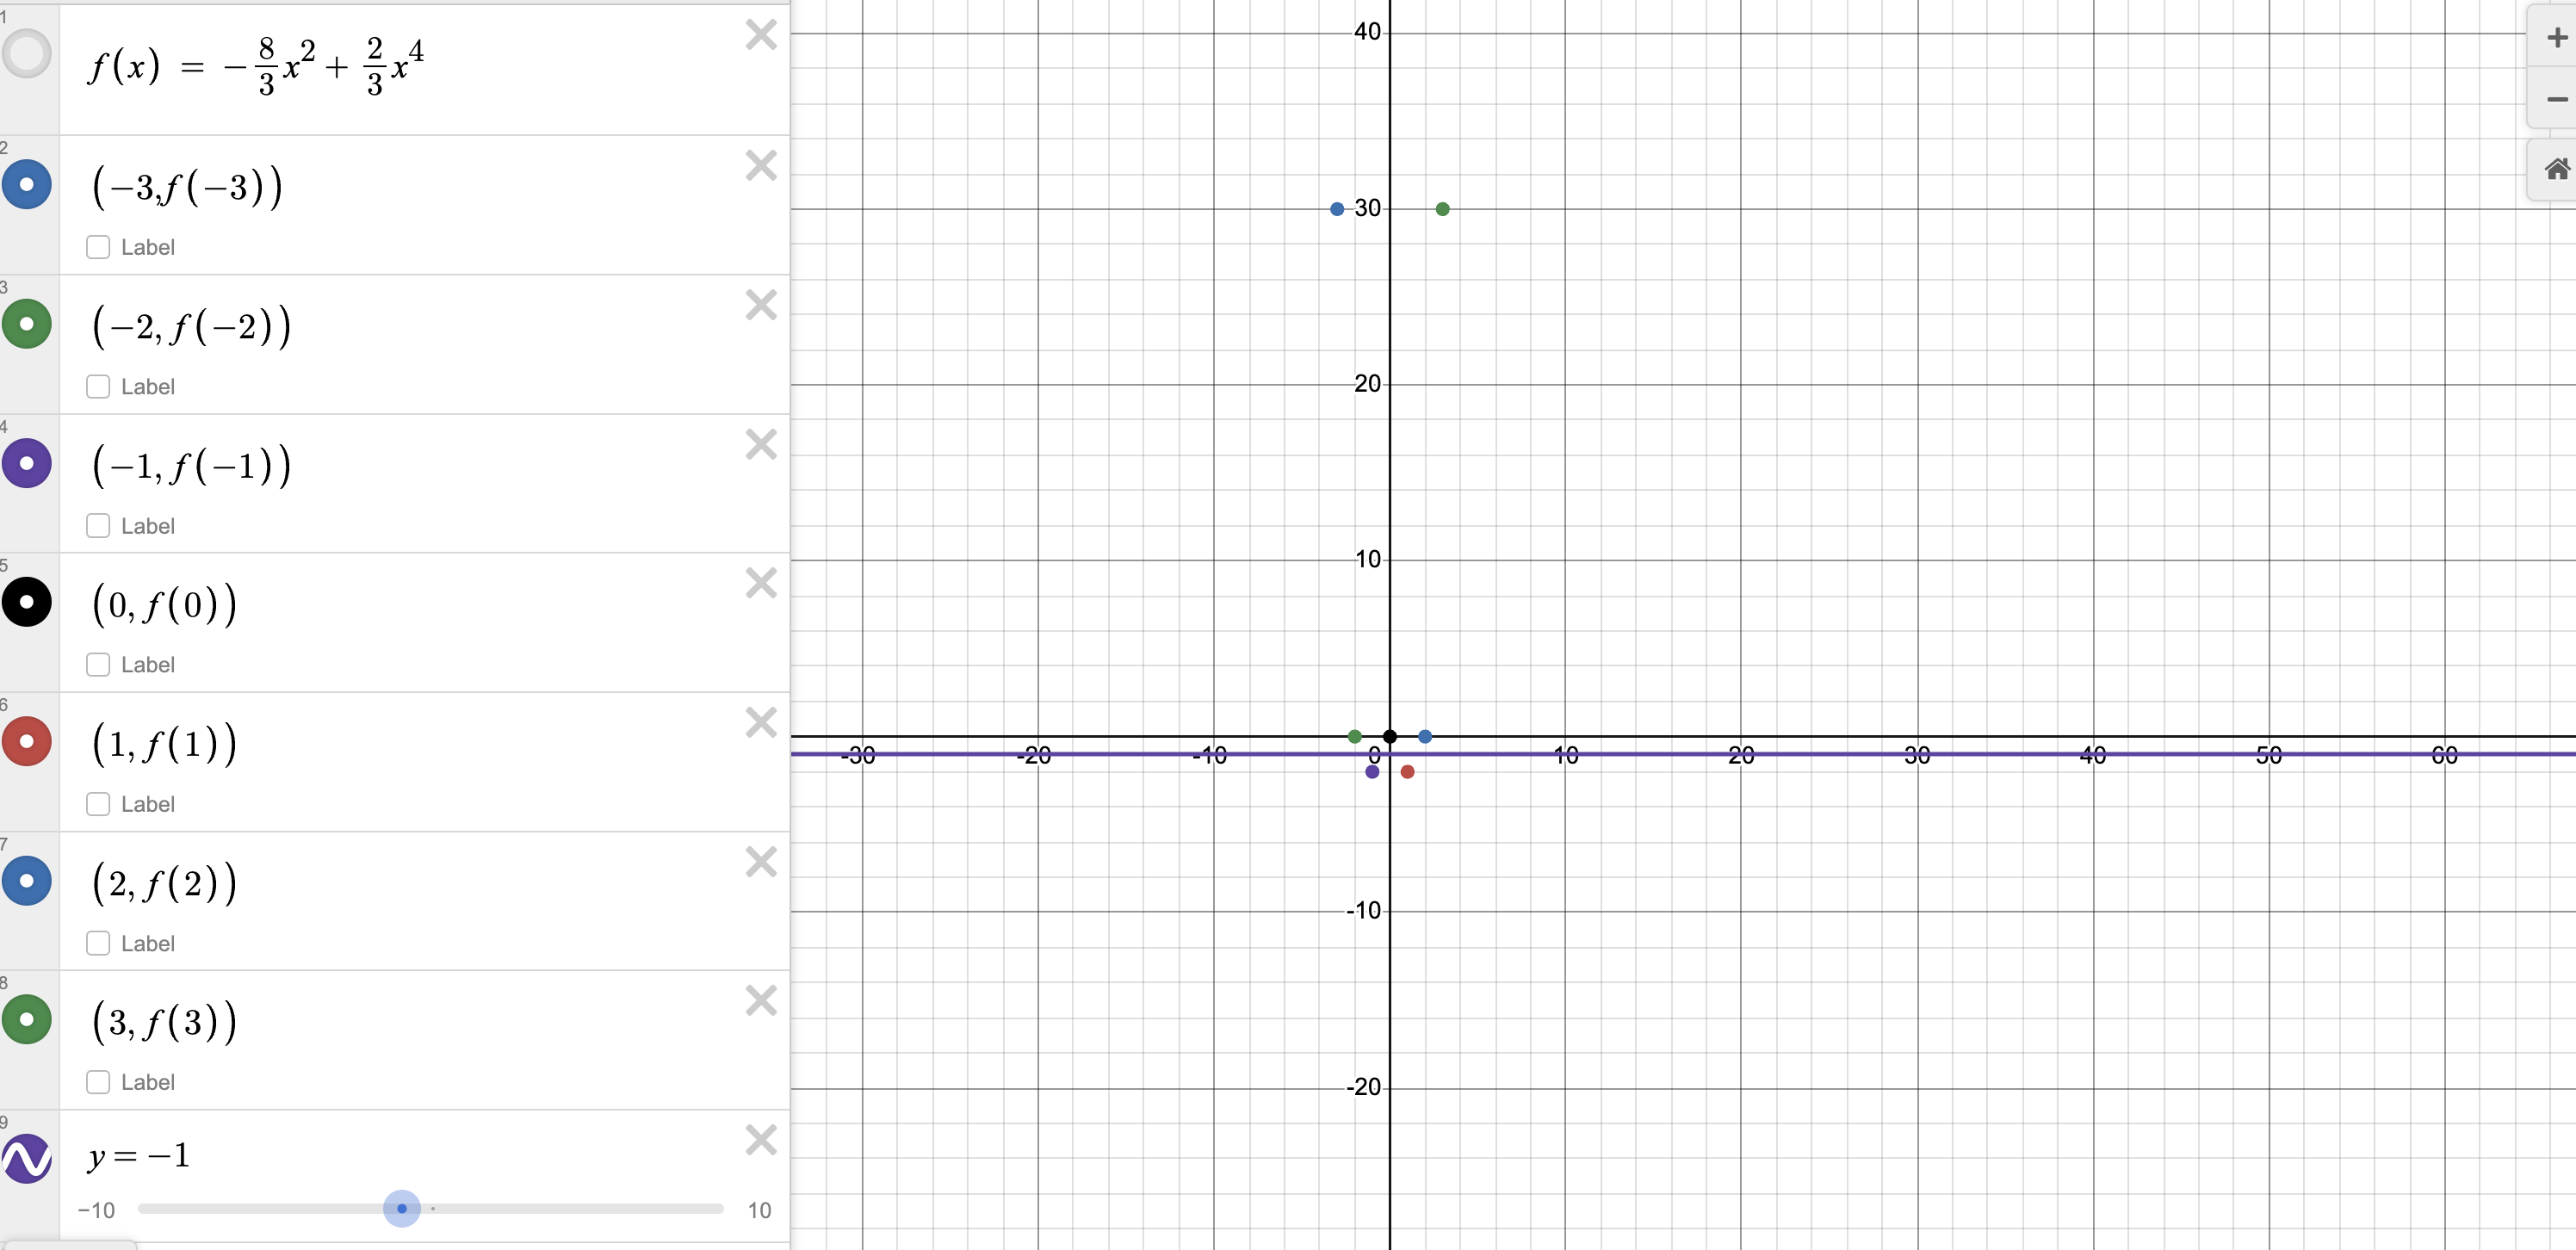 1
f(x) = -\frac{8}{3}x^2 + \frac{2}{3}x^4
2
(−3,f(−3))
Label
3
(−2, f(−2))
Label
4
(−1, f(−1))
Label
5
(0, f(0))
Label
6
(1, f(1))
Label
7
(2, f(2))
Label
8
(3, f(3))
Label
9
y = −1
−10 10
40
30
20
10
-30 -20 -10 0 10 20 30 40 50 60
-10
-20
+
−